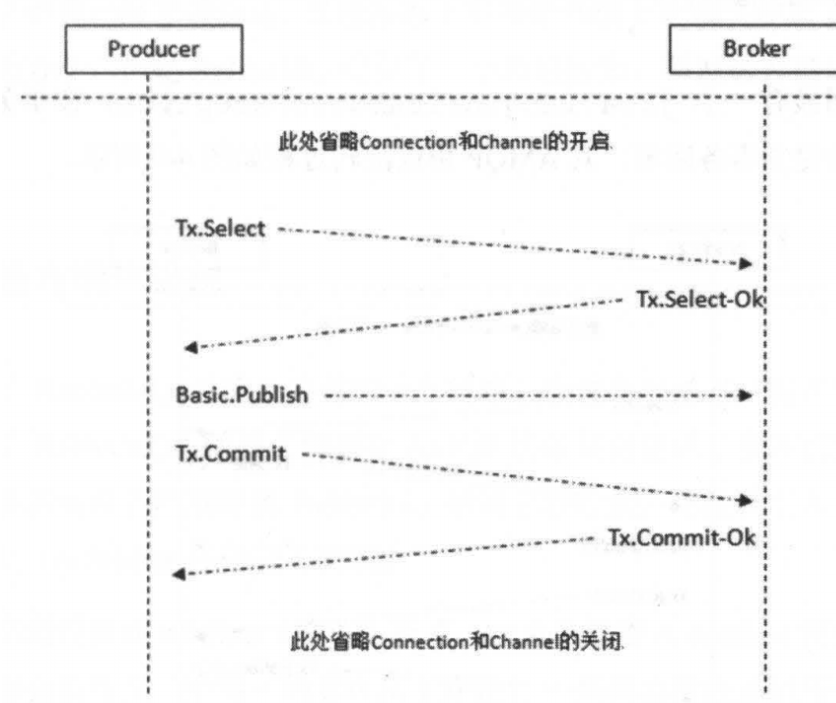 Producer Broker
此处省略Connection和Channel的开启.
Tx.Select
Tx.Select-Ok
Basic.Publish
Tx.Commit
Tx.Commit-Ok
此处省略Connection和Channel的关闭.